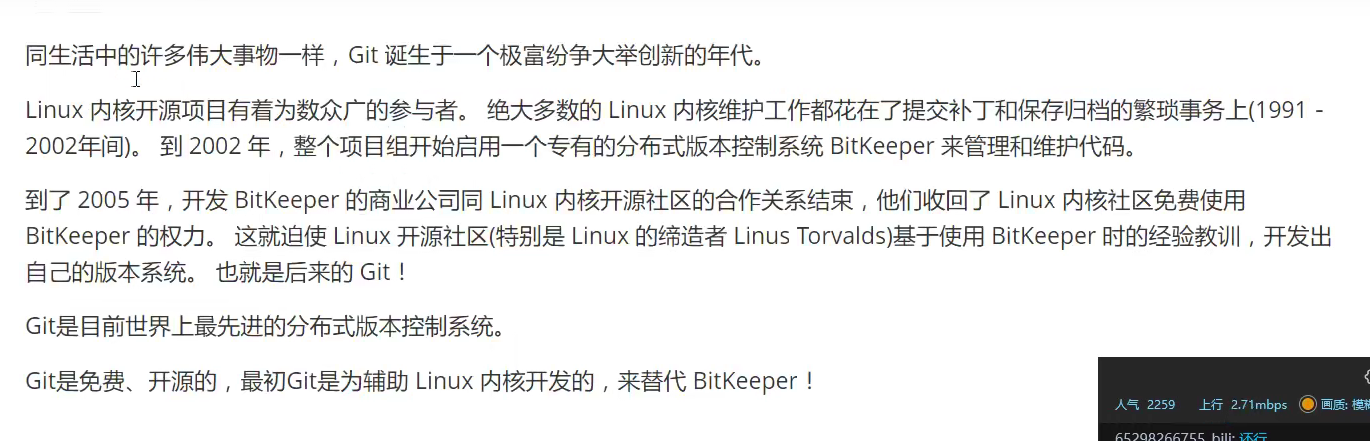 同生活中的许多伟大事物一样，Git 诞生于一个极富纷争大举创新的年代。
Linux 内核开源项目有着为数众广的参与者。 绝大多数的 Linux 内核维护工作都花在了提交补丁和保存归档的繁琐事务上(1991－
2002年间)。 到 2002 年，整个项目组开始启用一个专有的分布式版本控制系统 BitKeeper 来管理和维护代码。
到了 2005 年，开发 BitKeeper 的商业公司同 Linux 内核开源社区的合作关系结束，他们收回了 Linux 内核社区免费使用
BitKeeper 的权力。 这就迫使 Linux 开源社区(特别是 Linux 的缔造者 Linus Torvalds)基于使用 BitKeeper 时的经验教训，开发出
自己的版本系统。 也就是后来的 Git！
Git是目前世界上最先进的分布式版本控制系统。
Git是免费、开源的，最初Git是为辅助 Linux 内核开发的，来替代 BitKeeper！
人气 2259 上行 2.71mbps 画质: 模糊
65298266755_bili: 还行